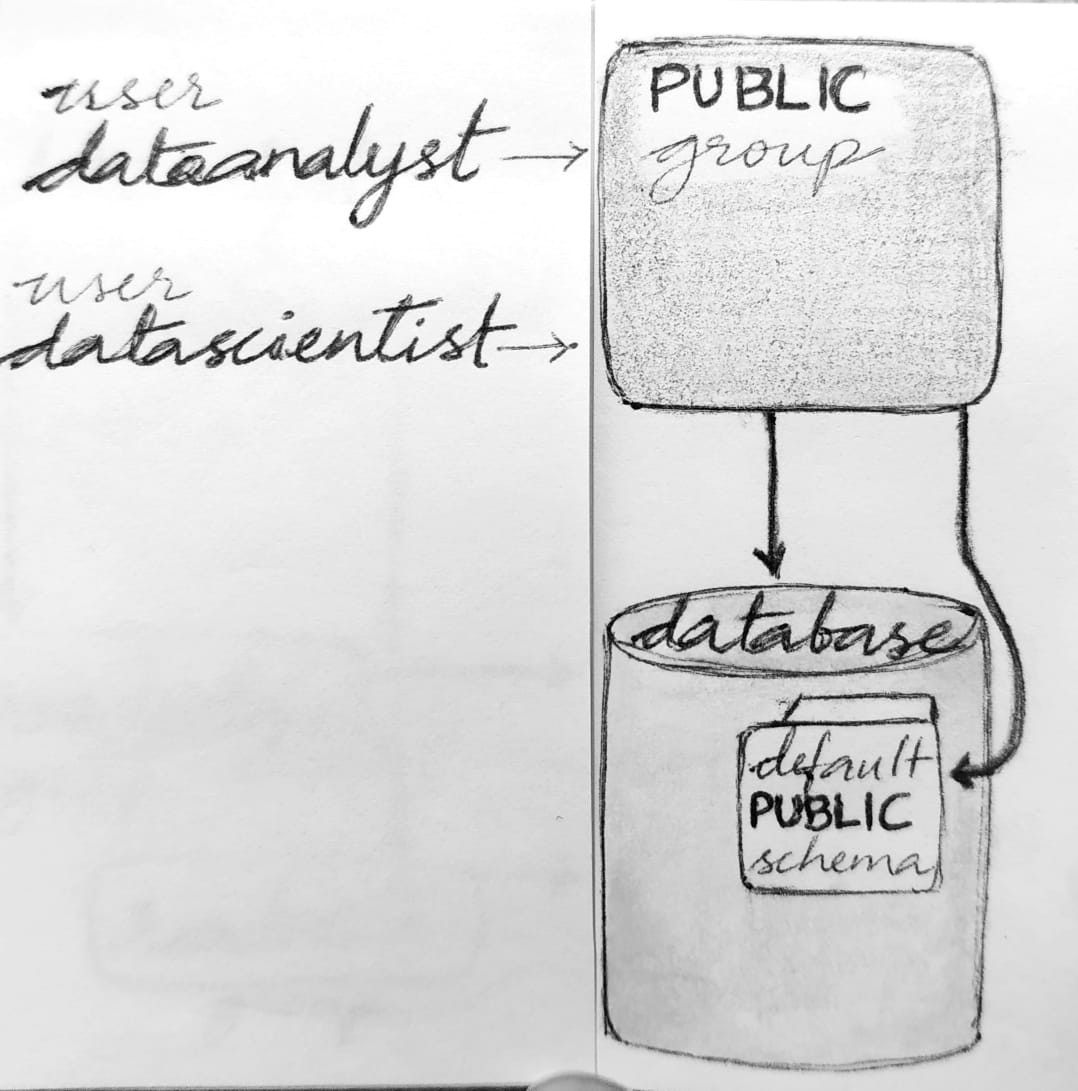 user
dataanalyst
user
datascientist
PUBLIC
group
database
default
PUBLIC
schema